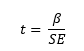 t = β / SE